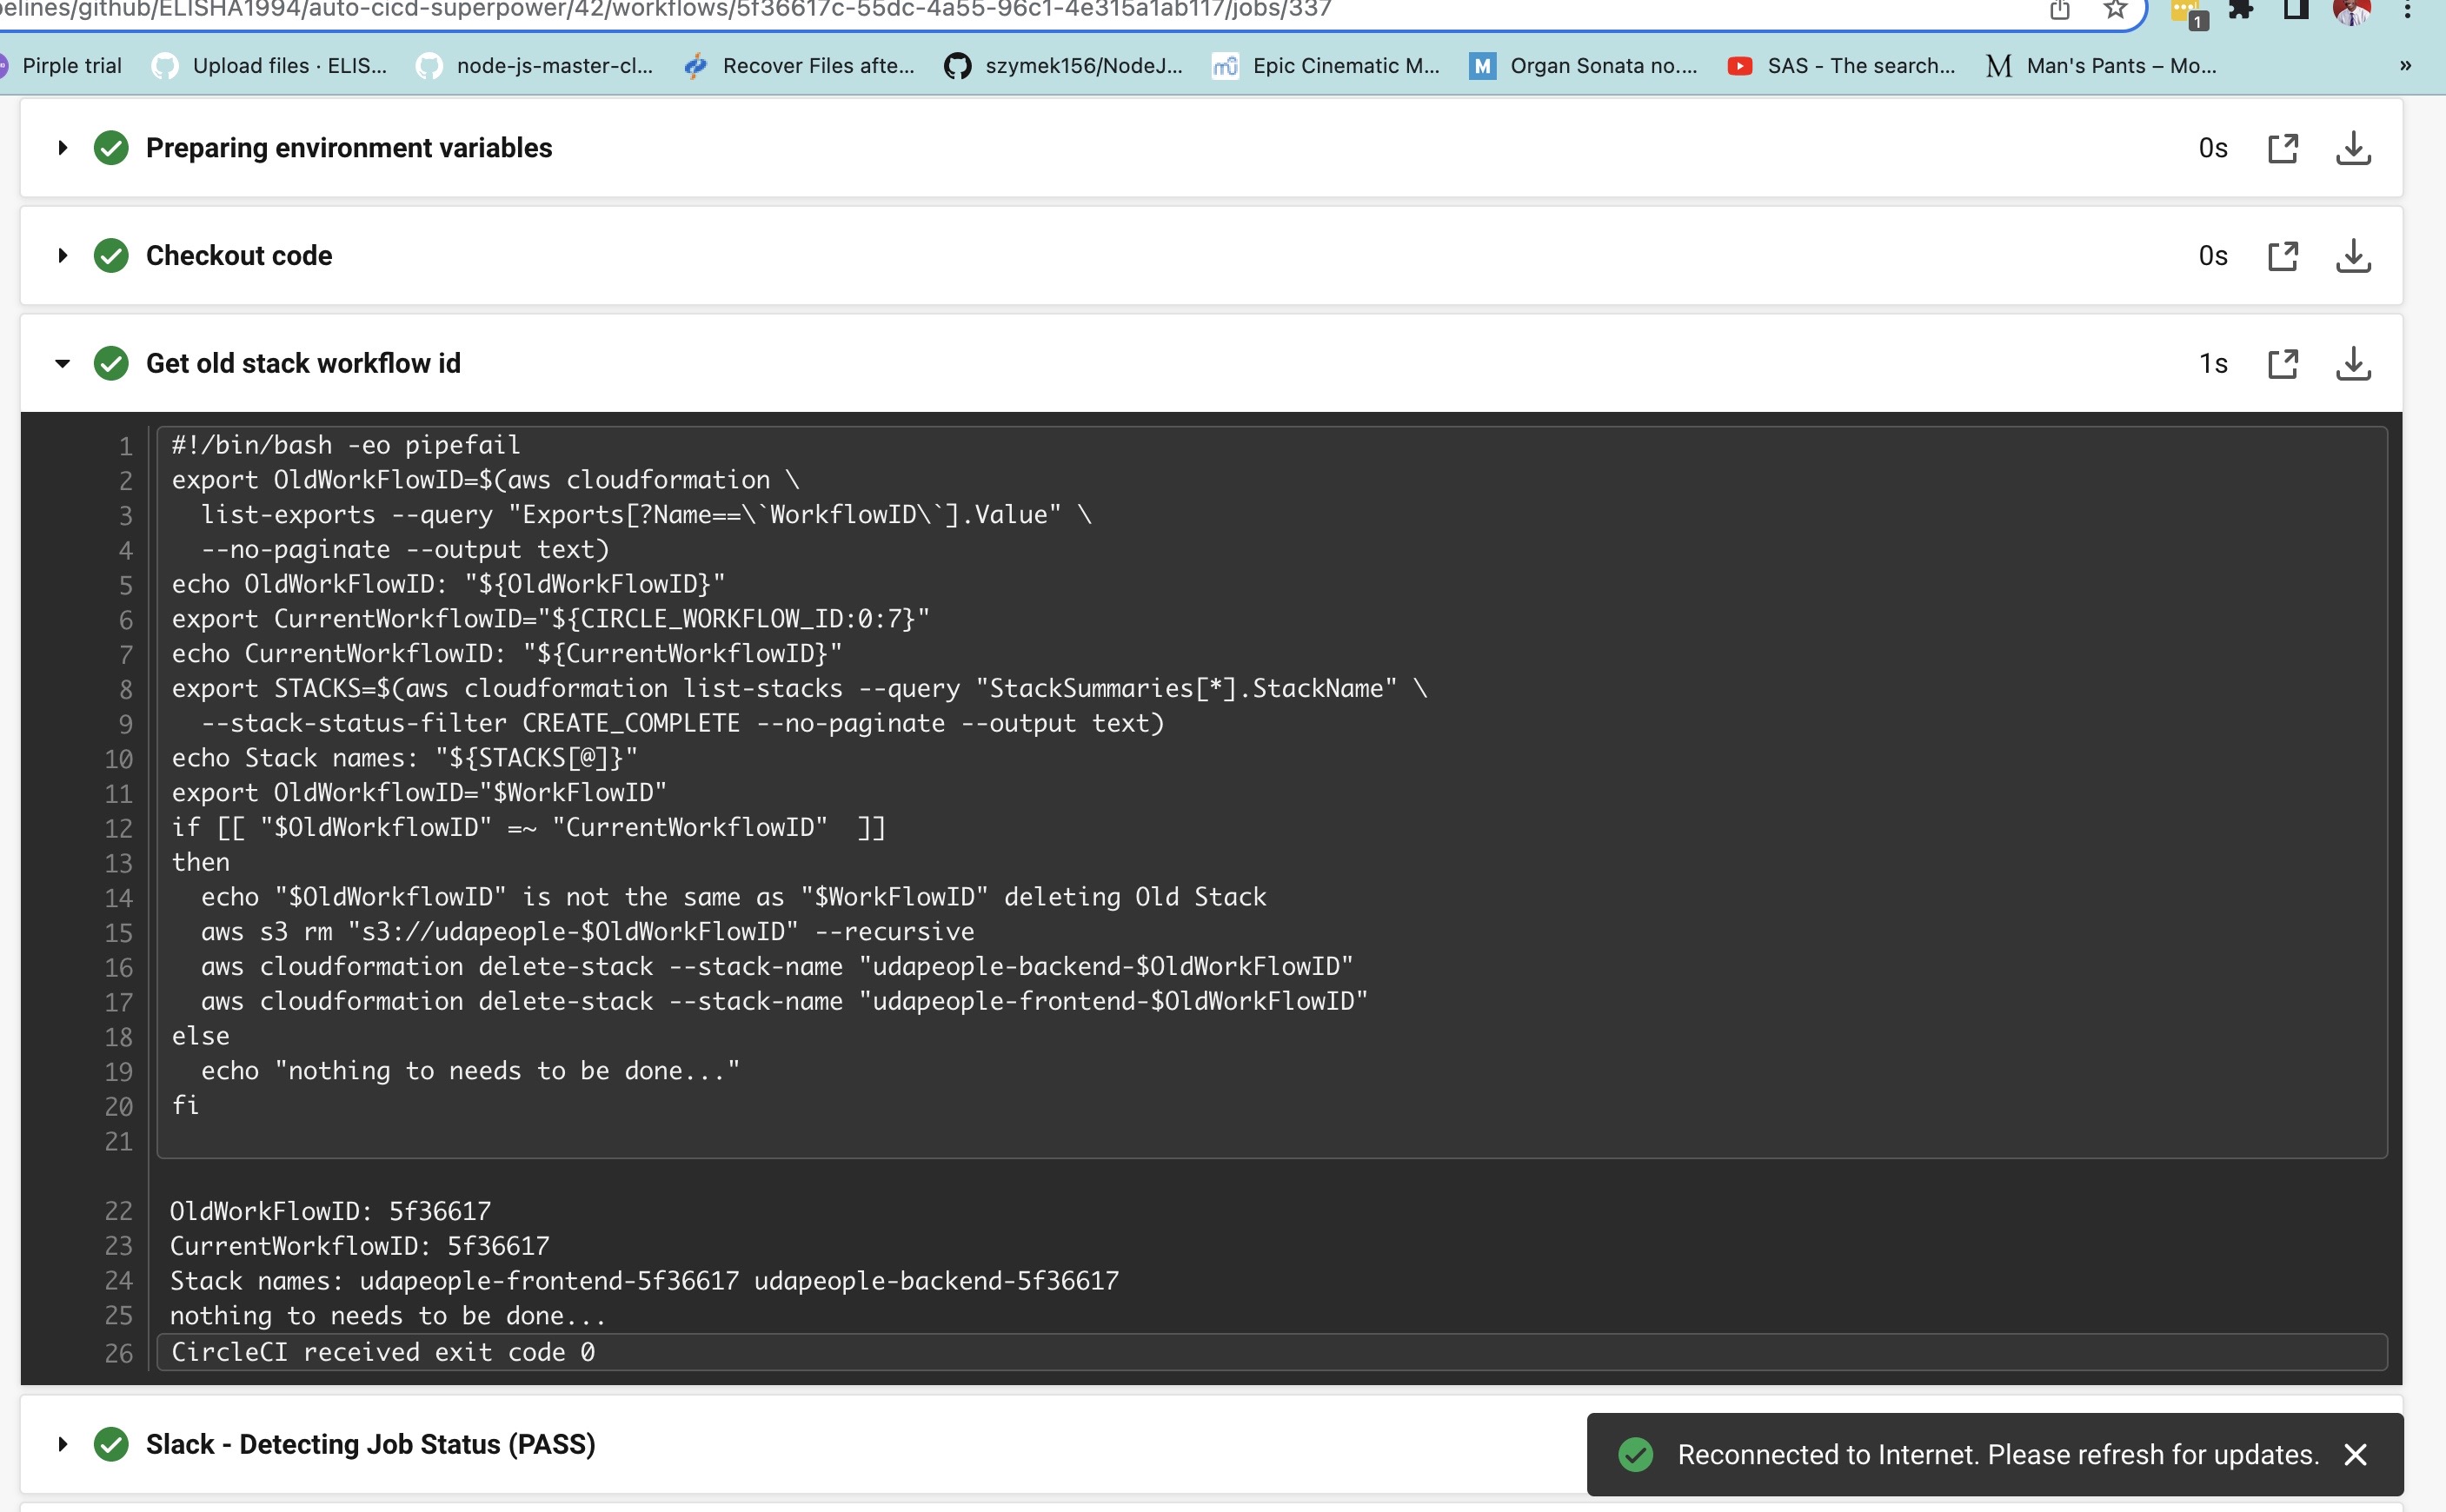 elines/github/ELISHA1994/auto-cicd-superpower/42/workflows/5f36617c-55dc-4a55-96c1-4e315a1ab117/jobs/337
1
Pirple trial
Upload files · ELIS...
node-js-master-cl...
Recover Files afte...
szymek156/NodeJ...
Epic Cinematic M...
M
Organ Sonata no....
SAS - The search...
M
Man's Pants – Mo...
»
Preparing environment variables
0s
Checkout code
0s
Get old stack workflow id
1s
1 #!/bin/bash -eo pipefail
2 export OldWorkFlowID=$(aws cloudformation \
3   list-exports --query "Exports[?Name==\`WorkflowID\`].Value" \
4   --no-paginate --output text)
5 echo OldWorkFlowID: "${OldWorkFlowID}"
6 export CurrentWorkflowID="${CIRCLE_WORKFLOW_ID:0:7}"
7 echo CurrentWorkflowID: "${CurrentWorkflowID}"
8 export STACKS=$(aws cloudformation list-stacks --query "StackSummaries[*].StackName" \
9   --stack-status-filter CREATE_COMPLETE --no-paginate --output text)
10 echo Stack names: "${STACKS[@]}"
11 export OldWorkflowID="$WorkFlowID"
12 if [[ "$OldWorkflowID" =~ "CurrentWorkflowID"  ]]
13 then
14   echo "$OldWorkflowID" is not the same as "$WorkFlowID" deleting Old Stack
15   aws s3 rm "s3://udapeople-$OldWorkFlowID" --recursive
16   aws cloudformation delete-stack --stack-name "udapeople-backend-$OldWorkFlowID"
17   aws cloudformation delete-stack --stack-name "udapeople-frontend-$OldWorkFlowID"
18 else
19   echo "nothing to needs to be done..."
20 fi
21
22 OldWorkFlowID: 5f36617
23 CurrentWorkflowID: 5f36617
24 Stack names: udapeople-frontend-5f36617 udapeople-backend-5f36617
25 nothing to needs to be done...
26 CircleCI received exit code 0
Slack - Detecting Job Status (PASS)
Reconnected to Internet. Please refresh for updates.